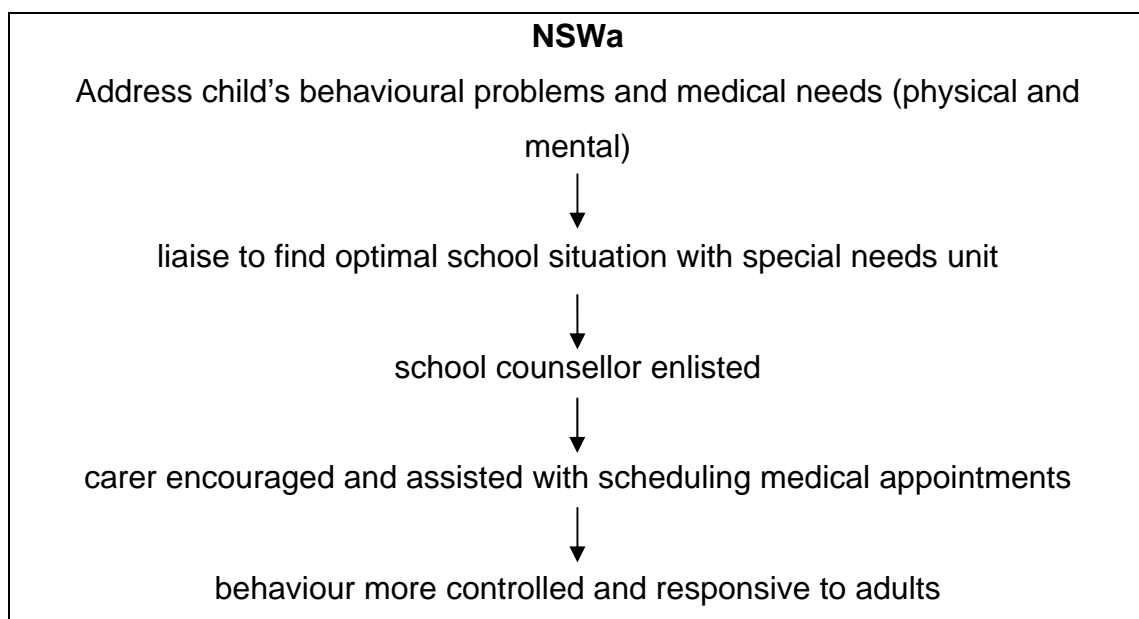 NSWa
Address child's behavioural problems and medical needs (physical and
mental)
liaise to find optimal school situation with special needs unit
school counsellor enlisted
carer encouraged and assisted with scheduling medical appointments
behaviour more controlled and responsive to adults